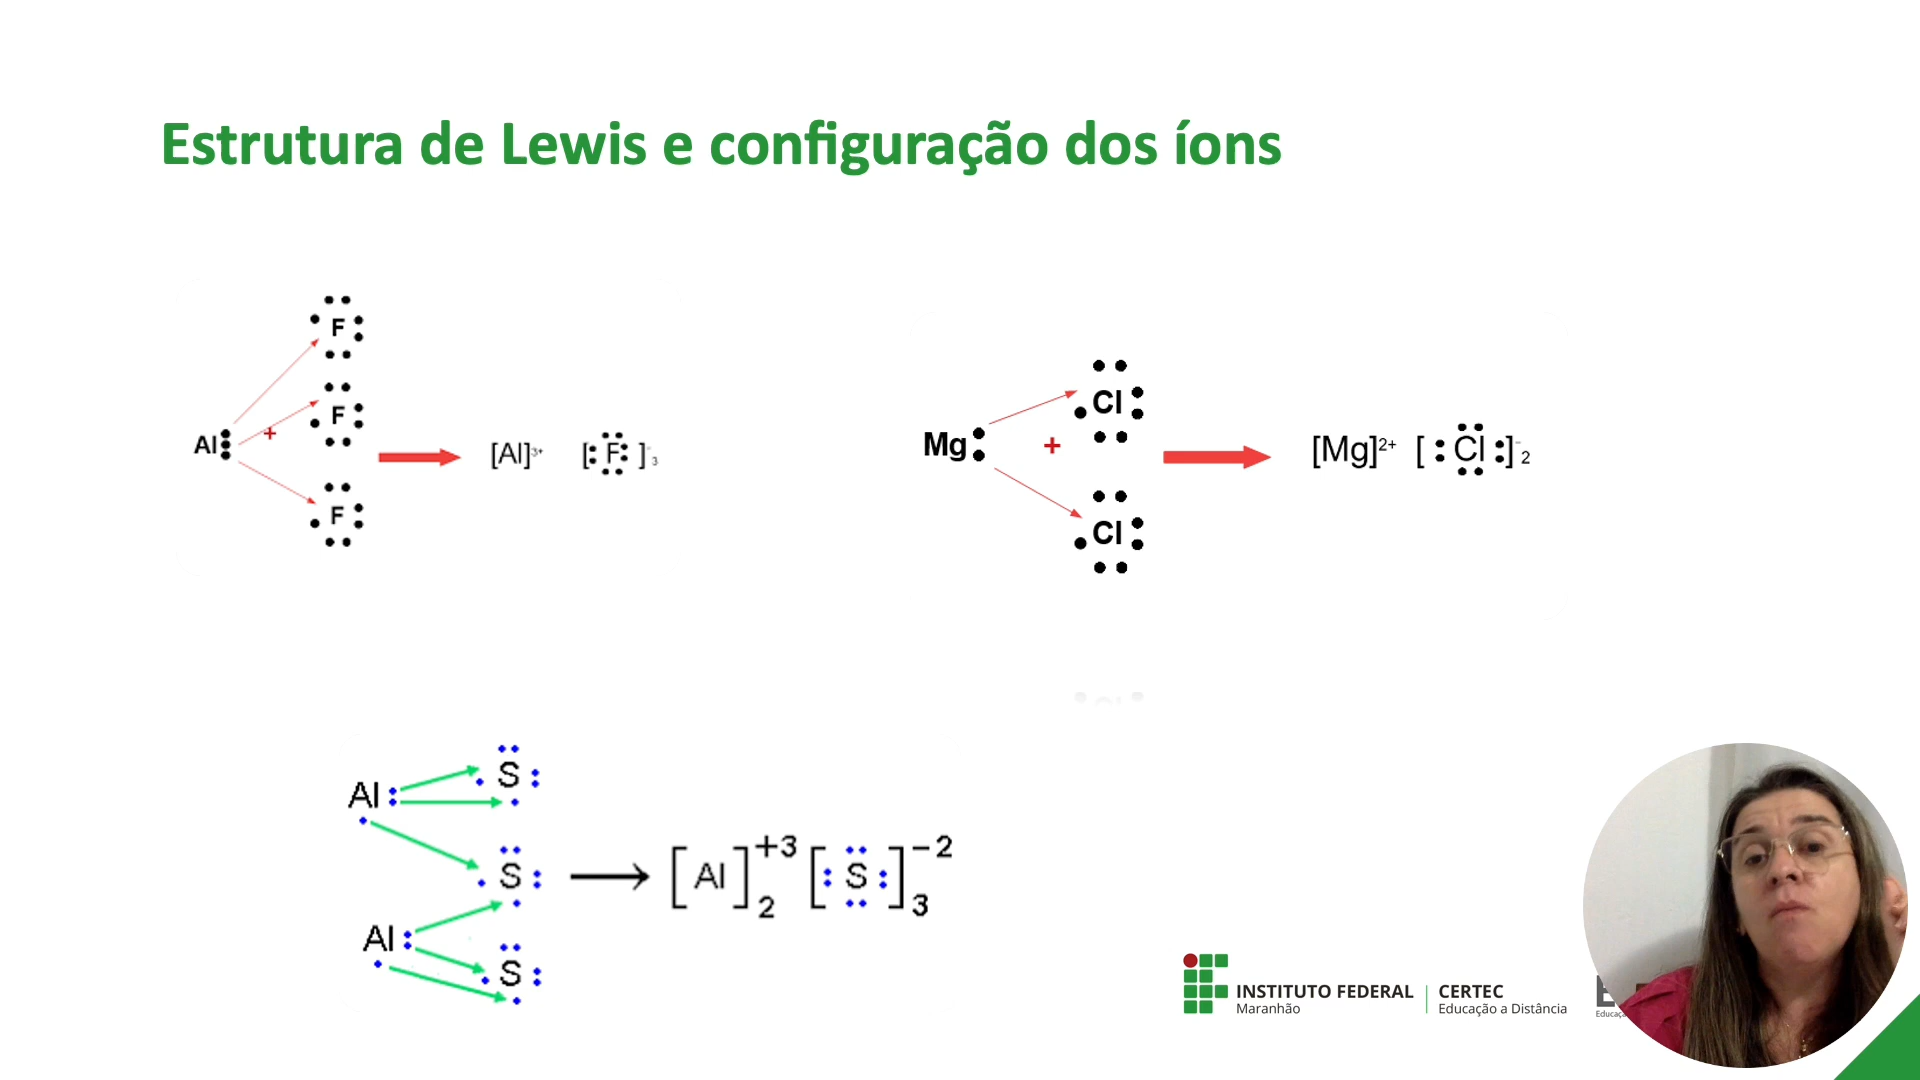 Estrutura de Lewis e configuração dos íons
F
F
Al
+
[Al]³⁺ [F]⁻₃
F
Cl
Mg
+
[Mg]²⁺ [Cl]⁻₂
Cl
Al
S
S
[Al]₂⁺³ [S]₃⁻²
Al
S
INSTITUTO FEDERAL
Maranhão
CERTEC
Educação a Distância